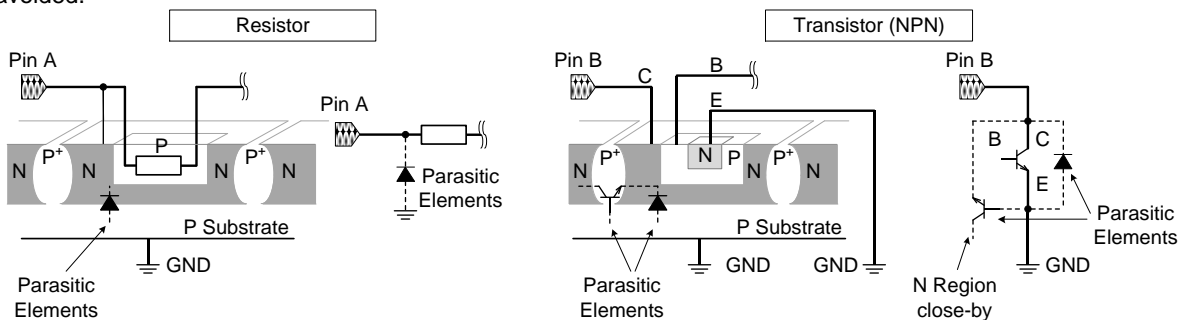 avoided.
Resistor
Transistor (NPN)
Pin A
Pin A
Pin B
C
B
E
Pin B
N
P+
N
P
P+
N
N
Parasitic
Elements
P Substrate
GND
Parasitic
Elements
N
P+
N
N
P
P+
N
N
P Substrate
GND
GND
Parasitic
Elements
B
C
E
Parasitic
Elements
GND
N Region
close-by